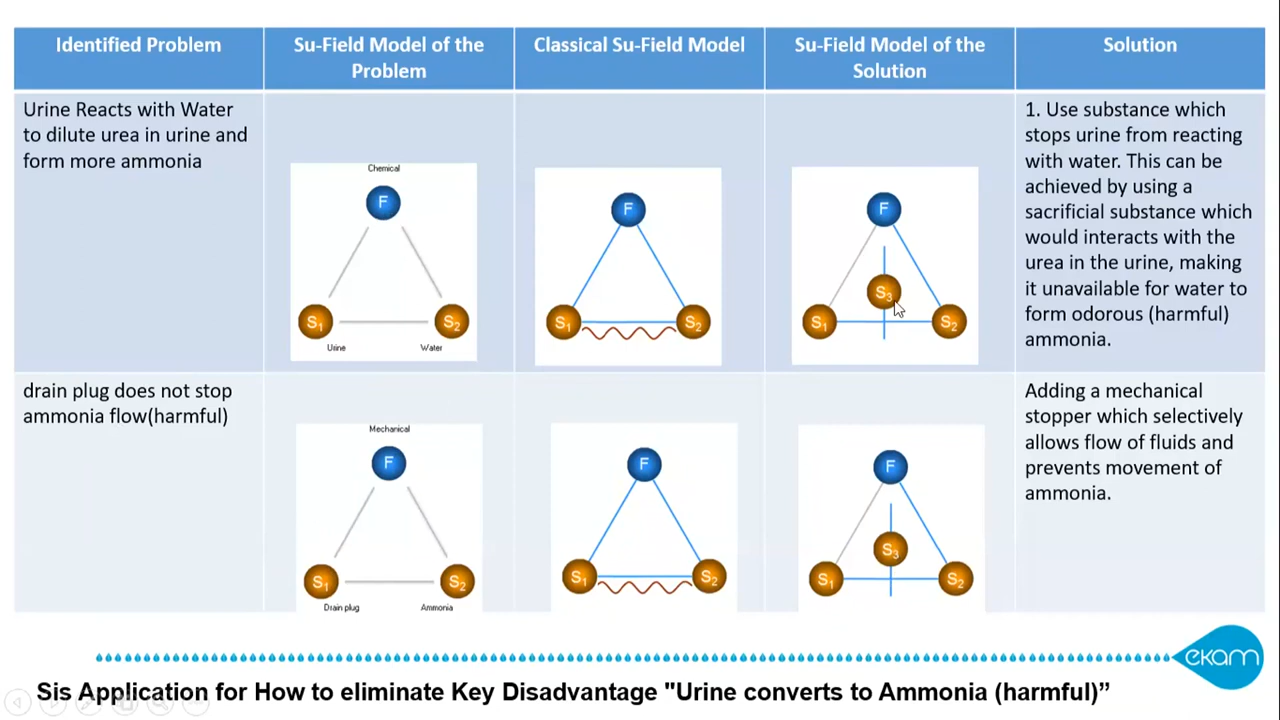 Identified Problem
Su-Field Model of the
Problem
Classical Su-Field Model
Su-Field Model of the
Solution
Solution
Urine Reacts with Water
to dilute urea in urine and
form more ammonia
Chemical
F
S1
S2
Urine
Water
F
S1
S2
F
S3
S1
S2
1. Use substance which
stops urine from reacting
with water. This can be
achieved by using a
sacrificial substance which
would interacts with the
urea in the urine, making
it unavailable for water to
form odorous (harmful)
ammonia.
drain plug does not stop
ammonia flow(harmful)
Mechanical
F
S1
S2
Drain plug
Ammonia
F
S1
S2
F
S3
S1
S2
Adding a mechanical
stopper which selectively
allows flow of fluids and
prevents movement of
ammonia.
ekam
Sis Application for How to eliminate Key Disadvantage "Urine converts to Ammonia (harmful)”